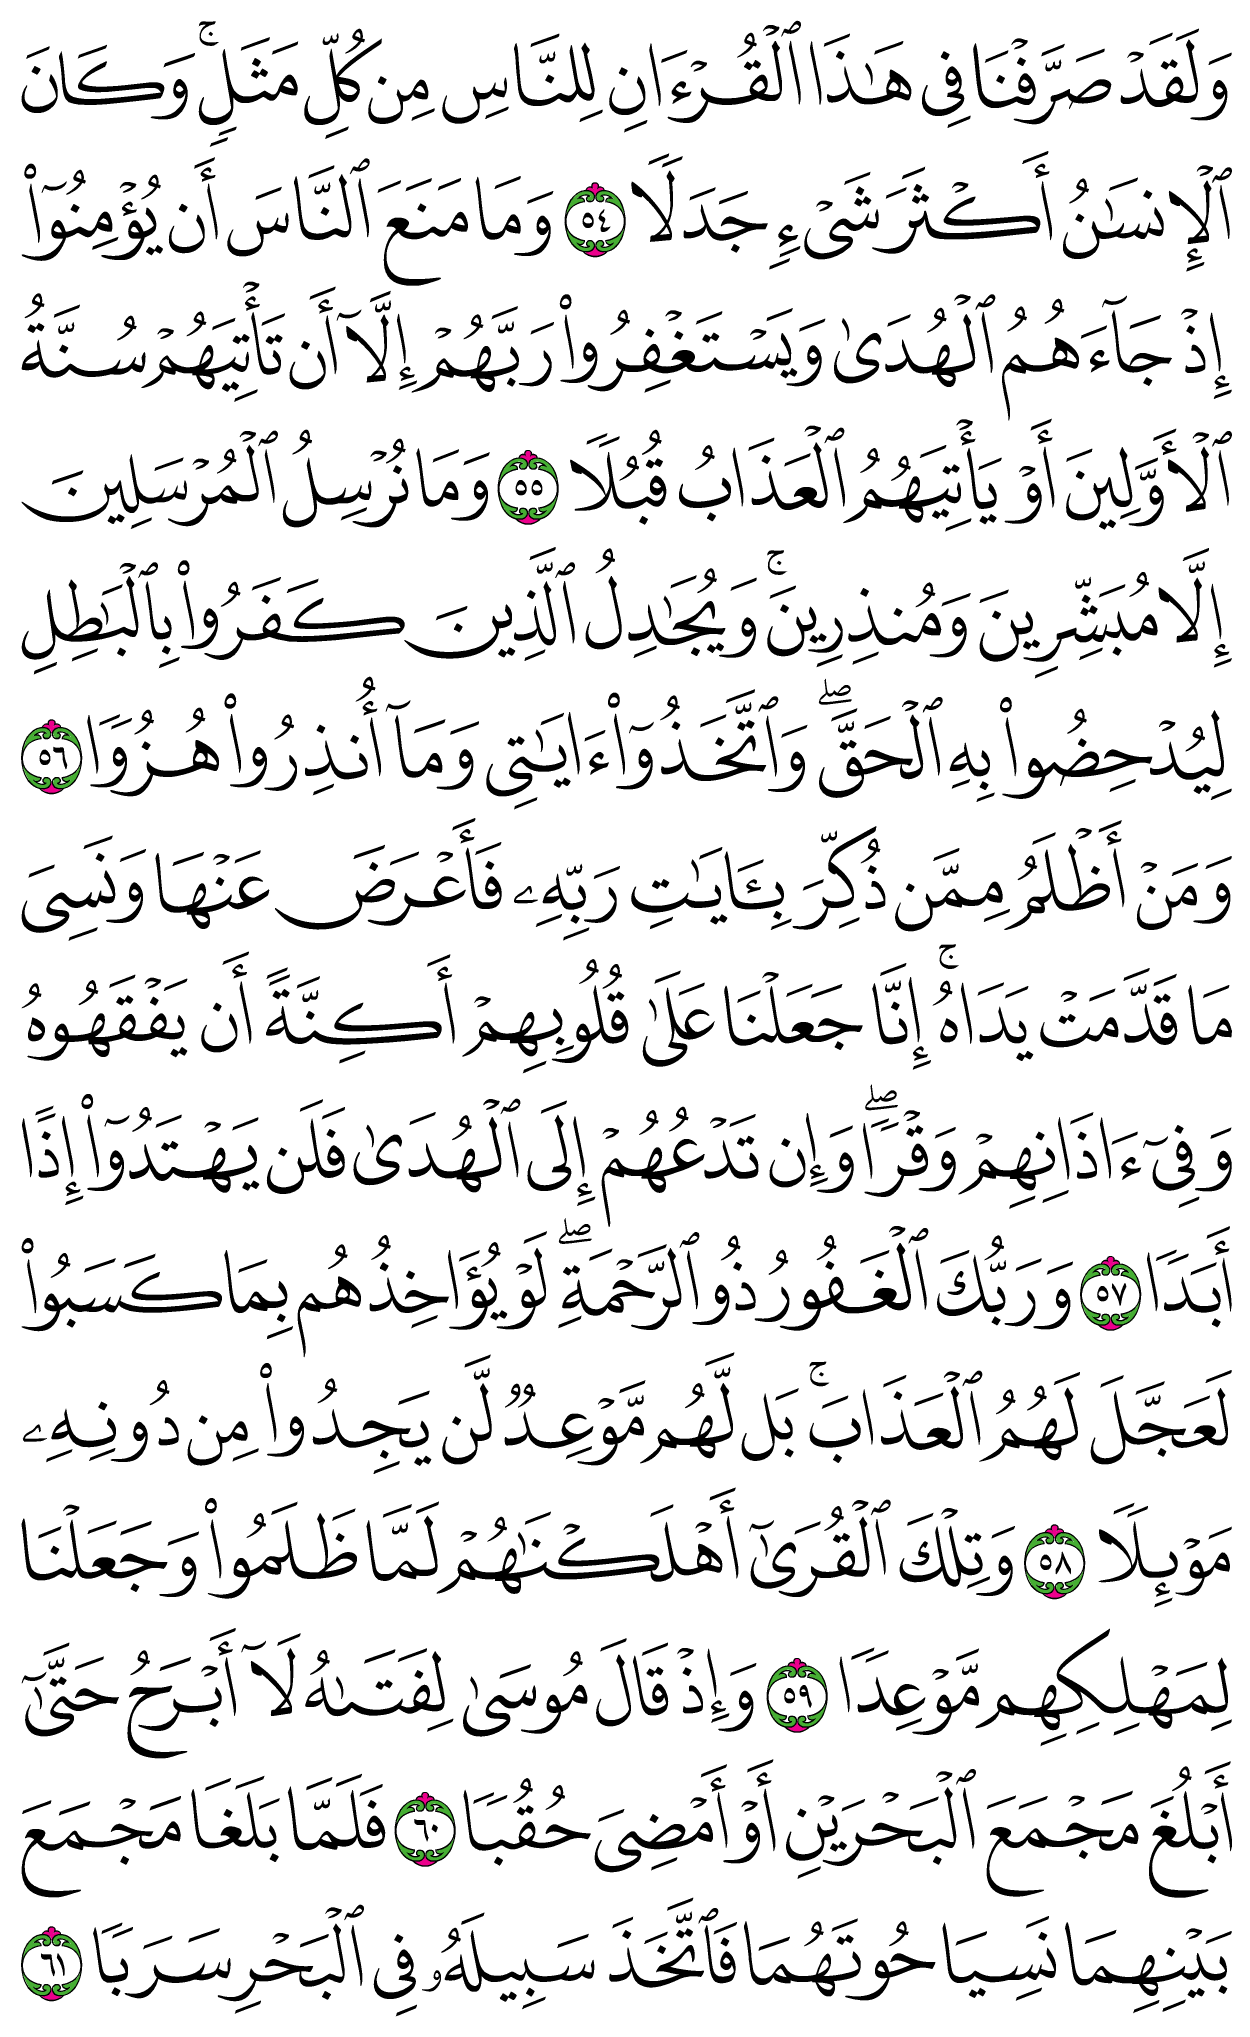 وَلَقَدْ صَرَّفْنَا فِى هَـٰذَا ٱلْقُرْءَانِ لِلنَّاسِ مِن كُلِّ مَثَلٍۢ ۚ وَكَانَ
ٱلْإِنسَـٰنُ أَكْثَرَ شَىْءٍۢ جَدَلًۭا ٥٤ وَمَا مَنَعَ ٱلنَّاسَ أَن يُؤْمِنُوٓا۟
إِذْ جَآءَهُمُ ٱلْهُدَىٰ وَيَسْتَغْفِرُوا۟ رَبَّهُمْ إِلَّآ أَن تَأْتِيَهُمْ سُنَّةُ
ٱلْأَوَّلِينَ أَوْ يَأْتِيَهُمُ ٱلْعَذَابُ قُبُلًۭا ٥٥ وَمَا نُرْسِلُ ٱلْمُرْسَلِينَ
إِلَّا مُبَشِّرِينَ وَمُنذِرِينَ ۚ وَيُجَـٰدِلُ ٱلَّذِينَ كَفَرُوا۟ بِٱلْبَـٰطِلِ
لِيُدْحِضُوا۟ بِهِ ٱلْحَقَّ ۖ وَٱتَّخَذُوٓا۟ ءَايَـٰتِى وَمَآ أُنذِرُوا۟ هُزُوًۭا ٥٦
وَمَنْ أَظْلَمُ مِمَّن ذُكِّرَ بِـَٔايَـٰتِ رَبِّهِۦ فَأَعْرَضَ عَنْهَا وَنَسِىَ
مَا قَدَّمَتْ يَدَاهُ ۚ إِنَّا جَعَلْنَا عَلَىٰ قُلُوبِهِمْ أَكِنَّةً أَن يَفْقَهُوهُ
وَفِىٓ ءَاذَانِهِمْ وَقْرًۭا ۖ وَإِن تَدْعُهُمْ إِلَى ٱلْهُدَىٰ فَلَن يَهْتَدُوٓا۟ إِذًا
أَبَدًۭا ٥٧ وَرَبُّكَ ٱلْغَفُورُ ذُو ٱلرَّحْمَةِ ۖ لَوْ يُؤَاخِذُهُم بِمَا كَسَبُوا۟
لَعَجَّلَ لَهُمُ ٱلْعَذَابَ ۚ بَل لَّهُم مَّوْعِدٌۭ لَّن يَجِدُوا۟ مِن دُونِهِۦ
مَوْئِلًۭا ٥٨ وَتِلْكَ ٱلْقُرَىٰٓ أَهْلَكْنَـٰهُمْ لَمَّا ظَلَمُوا۟ وَجَعَلْنَا
لِمَهْلِكِهِم مَّوْعِدًۭا ٥٩ وَإِذْ قَالَ مُوسَىٰ لِفَتَىٰهُ لَآ أَبْرَحُ حَتَّىٰٓ
أَبْلُغَ مَجْمَعَ ٱلْبَحْرَيْنِ أَوْ أَمْضِىَ حُقُبًۭا ٦٠ فَلَمَّا بَلَغَا مَجْمَعَ
بَيْنِهِمَا نَسِيَا حُوتَهُمَا فَٱتَّخَذَ سَبِيلَهُۥ فِى ٱلْبَحْرِ سَرَبًۭا ٦١